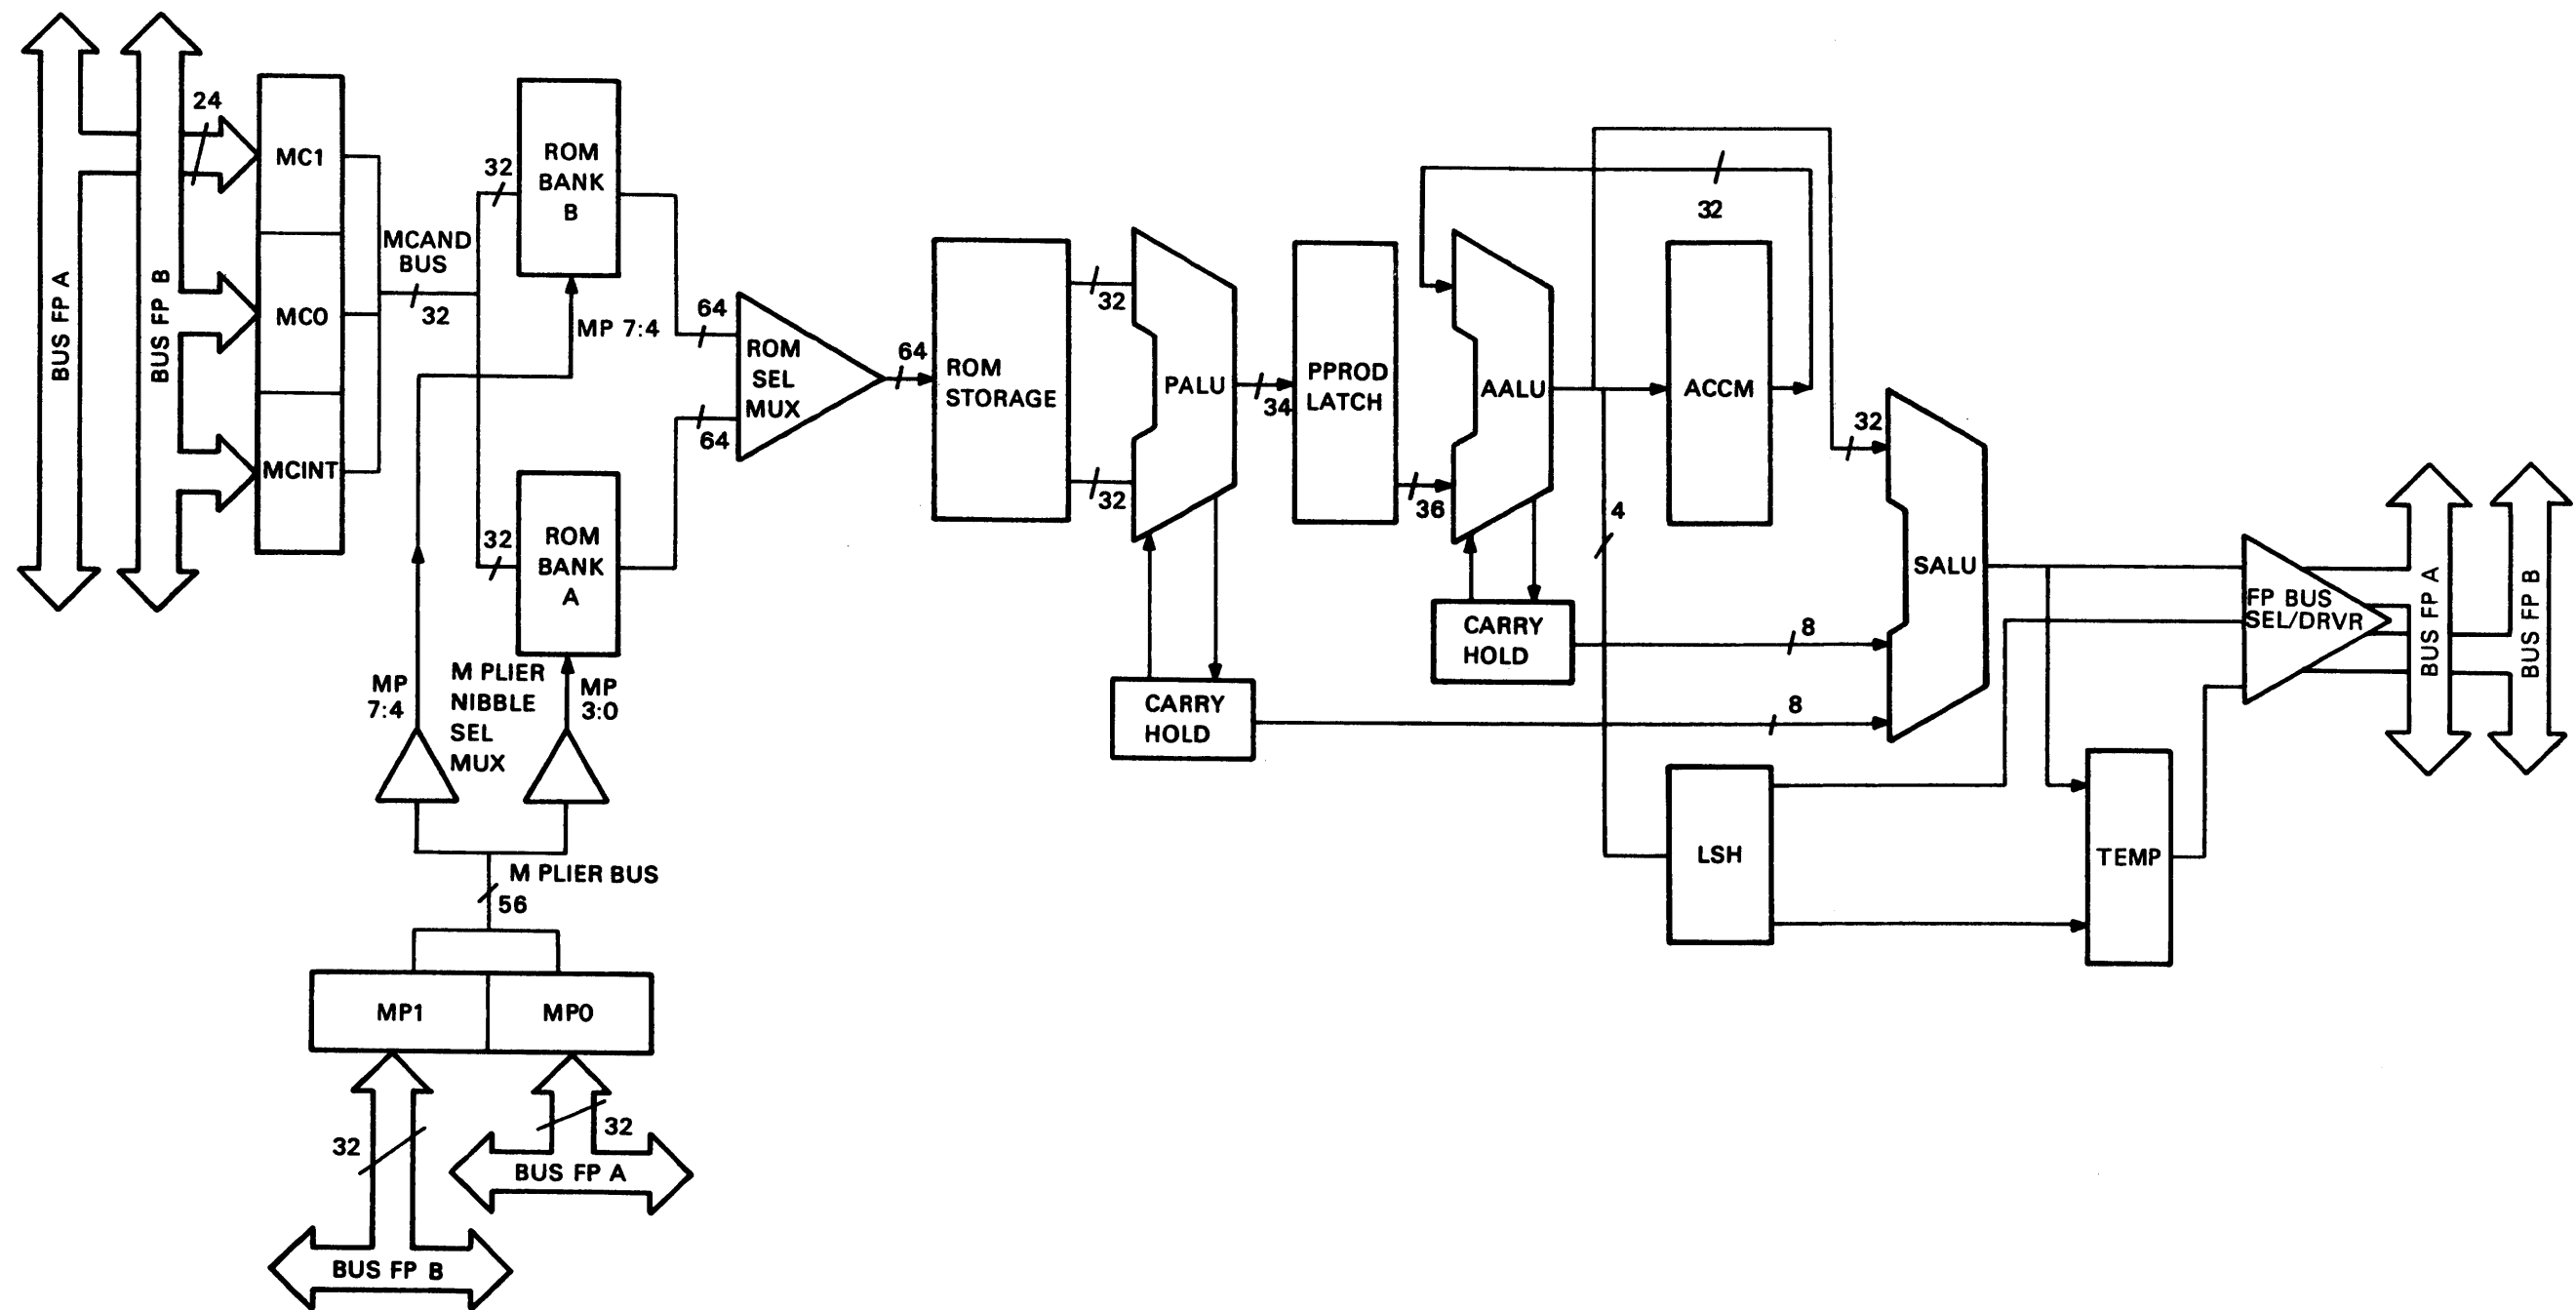 BUS FP A
BUS FP B
24
MC1
MC0
MCINT
MCAND
BUS
32
32
ROM
BANK
B
MP 7:4
32
ROM
BANK
A
MP
7:4
M PLIER
NIBBLE
SEL
MUX
MP
3:0
M PLIER BUS
56
MP1
MP0
32
32
BUS FP A
BUS FP B
64
64
ROM
SEL
MUX
64
ROM
STORAGE
32
32
PALU
34
PPROD
LATCH
36
AALU
32
ACCM
4
CARRY
HOLD
8
CARRY
HOLD
8
32
SALU
LSH
TEMP
FP BUS
SEL/DRVR
BUS FP A
BUS FP B